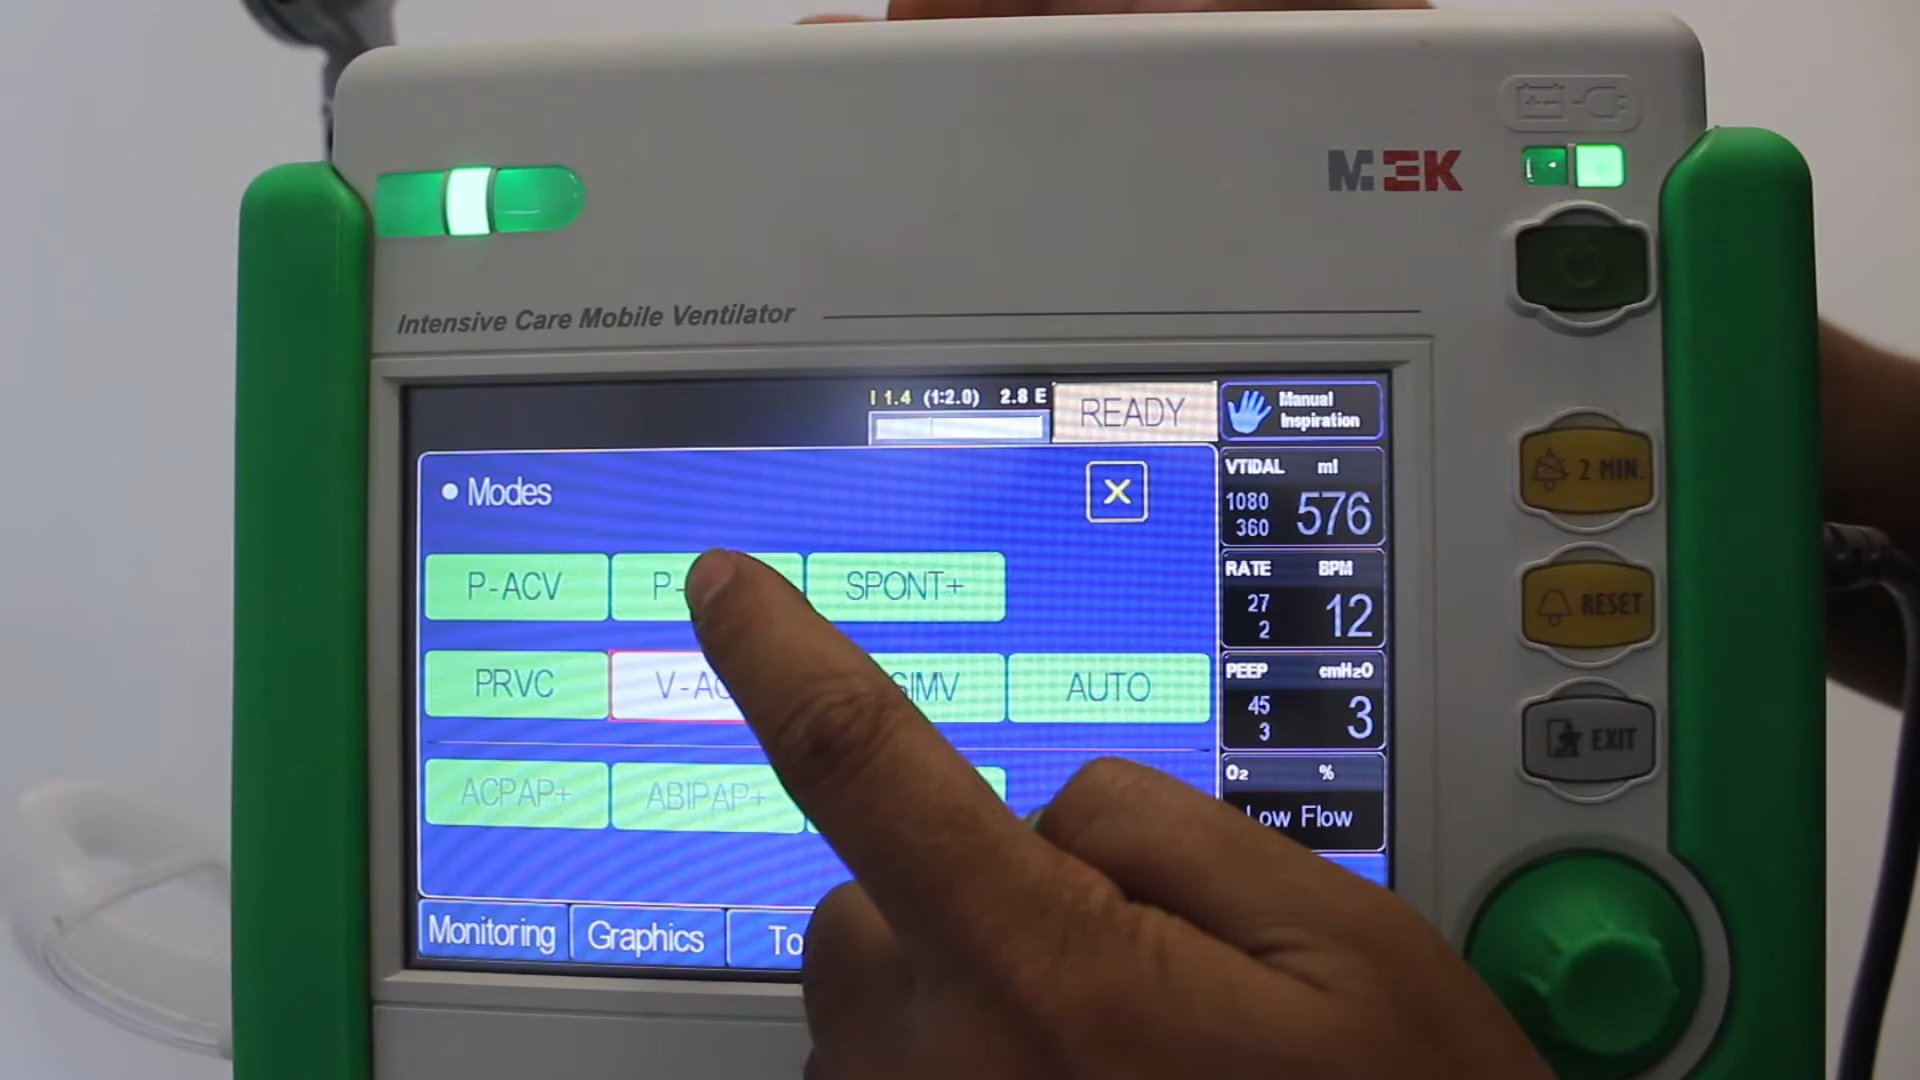 MEK
Intensive Care Mobile Ventilator
I 1.4 (1:2.0) 2.8 E
READY
Manual
Inspiration
Modes
X
VTIDAL ml
1080
360
576
P-ACV
SPONT+
RATE BPM
27
2
12
2 MIN.
RESET
PRVC
AUTO
PEEP cmH2O
45
3
3
EXIT
ACPAP+ ABIPAP+
O2 %
Low Flow
Monitoring Graphics